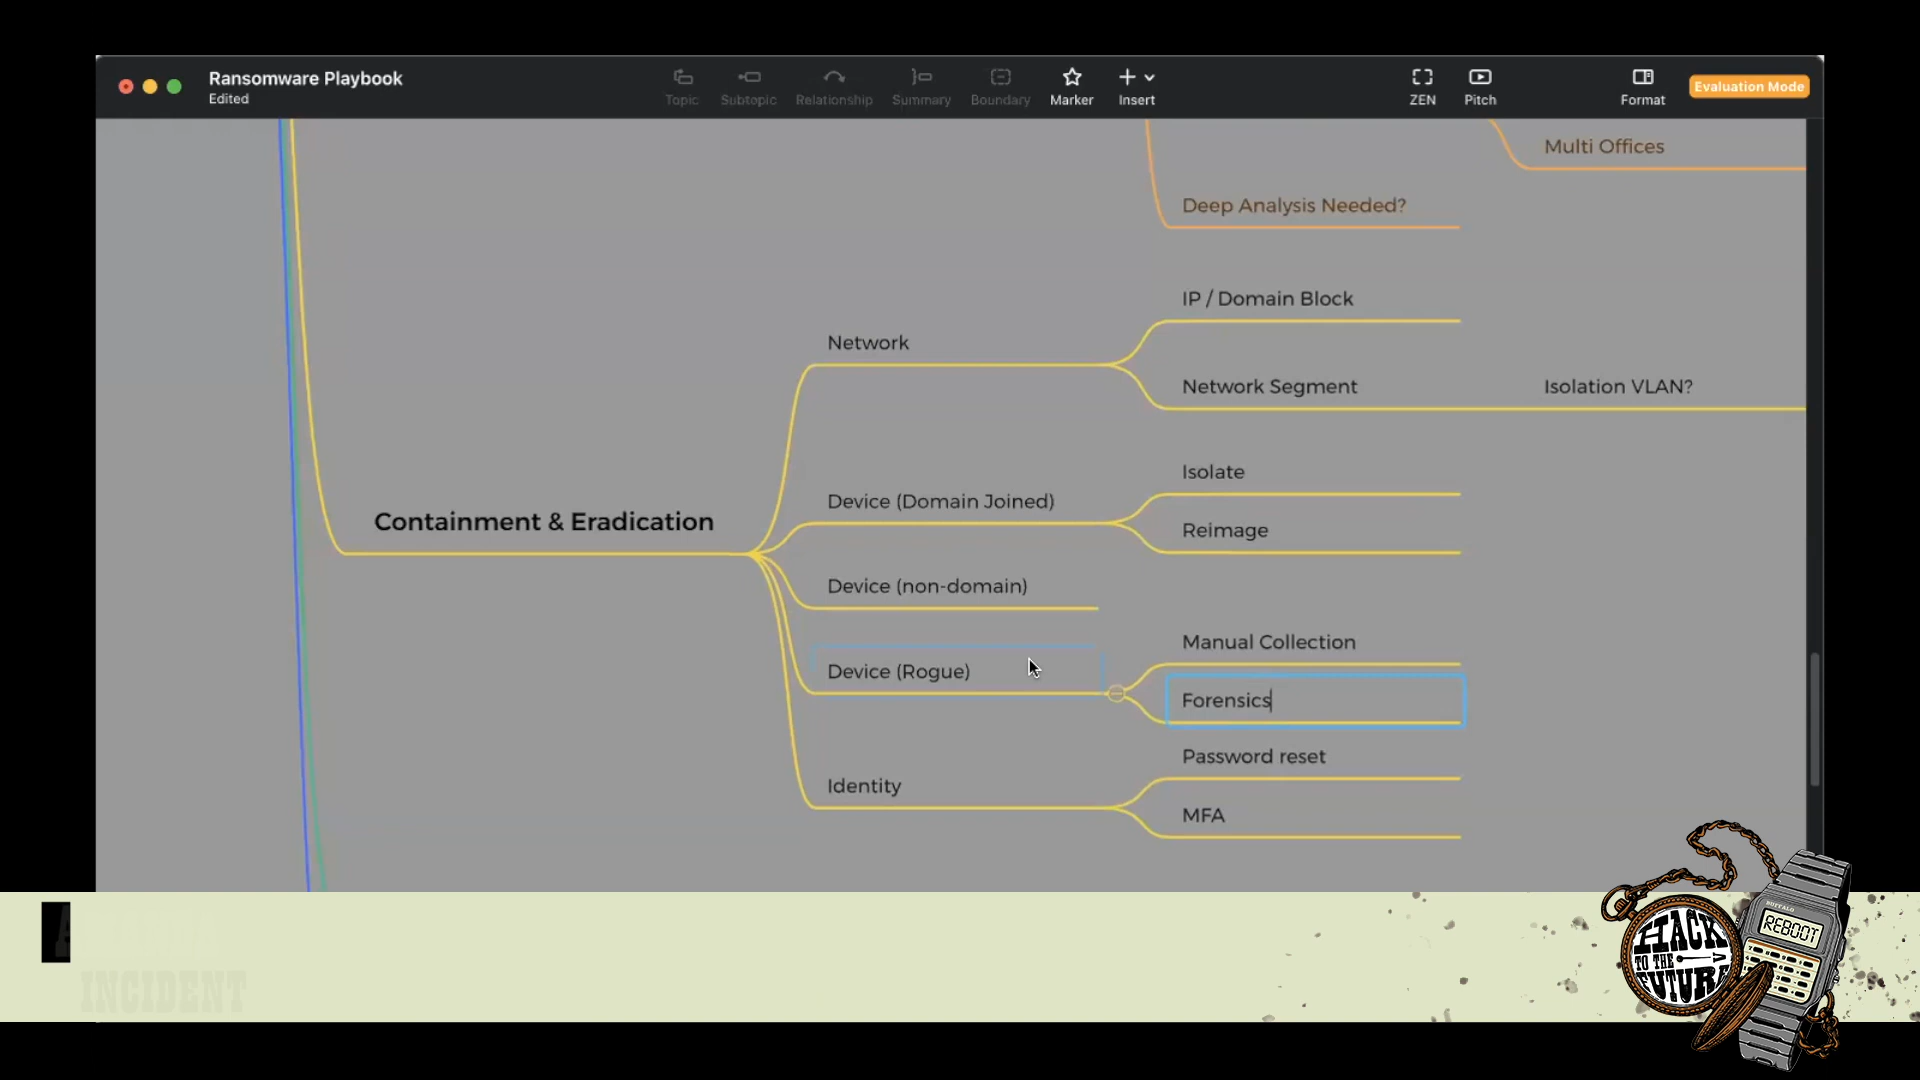 Ransomware Playbook
Edited
Topic
Subtopic
Relationship
Summary
Boundary
Marker
Insert
ZEN
Pitch
Format
Evaluation Mode
Multi Offices
Deep Analysis Needed?
IP / Domain Block
Network
Network Segment
Isolation VLAN?
Isolate
Device (Domain Joined)
Reimage
Containment & Eradication
Device (non-domain)
Manual Collection
Device (Rogue)
Forensics
Password reset
Identity
MFA
INCIDENT
BUFFALO
REBOOT
HACK
TO THE
FUTURE